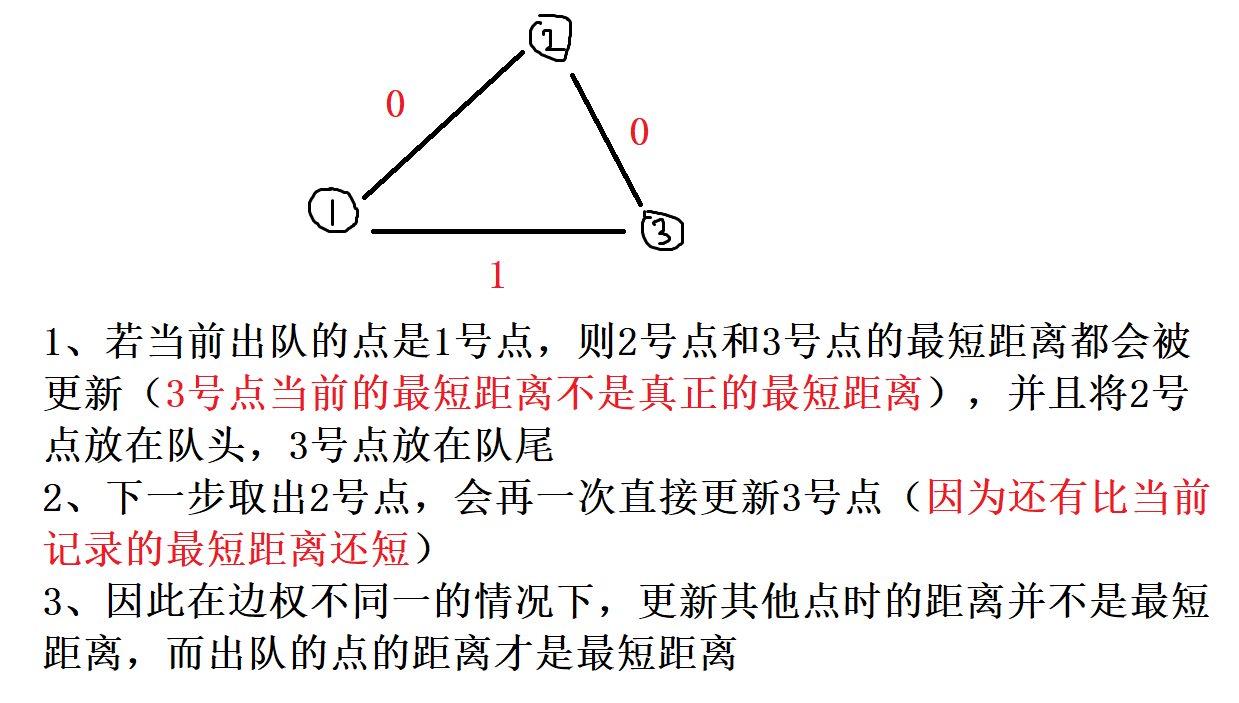 2
0
0
1
3
1
1、若当前出队的点是1号点，则2号点和3号点的最短距离都会被
更新（3号点当前的最短距离不是真正的最短距离），并且将2号
点放在队头，3号点放在队尾
2、下一步取出2号点，会再一次直接更新3号点（因为还有比当前
记录的最短距离还短）
3、因此在边权不同一的情况下，更新其他点时的距离并不是最短
距离，而出队的点的距离才是最短距离